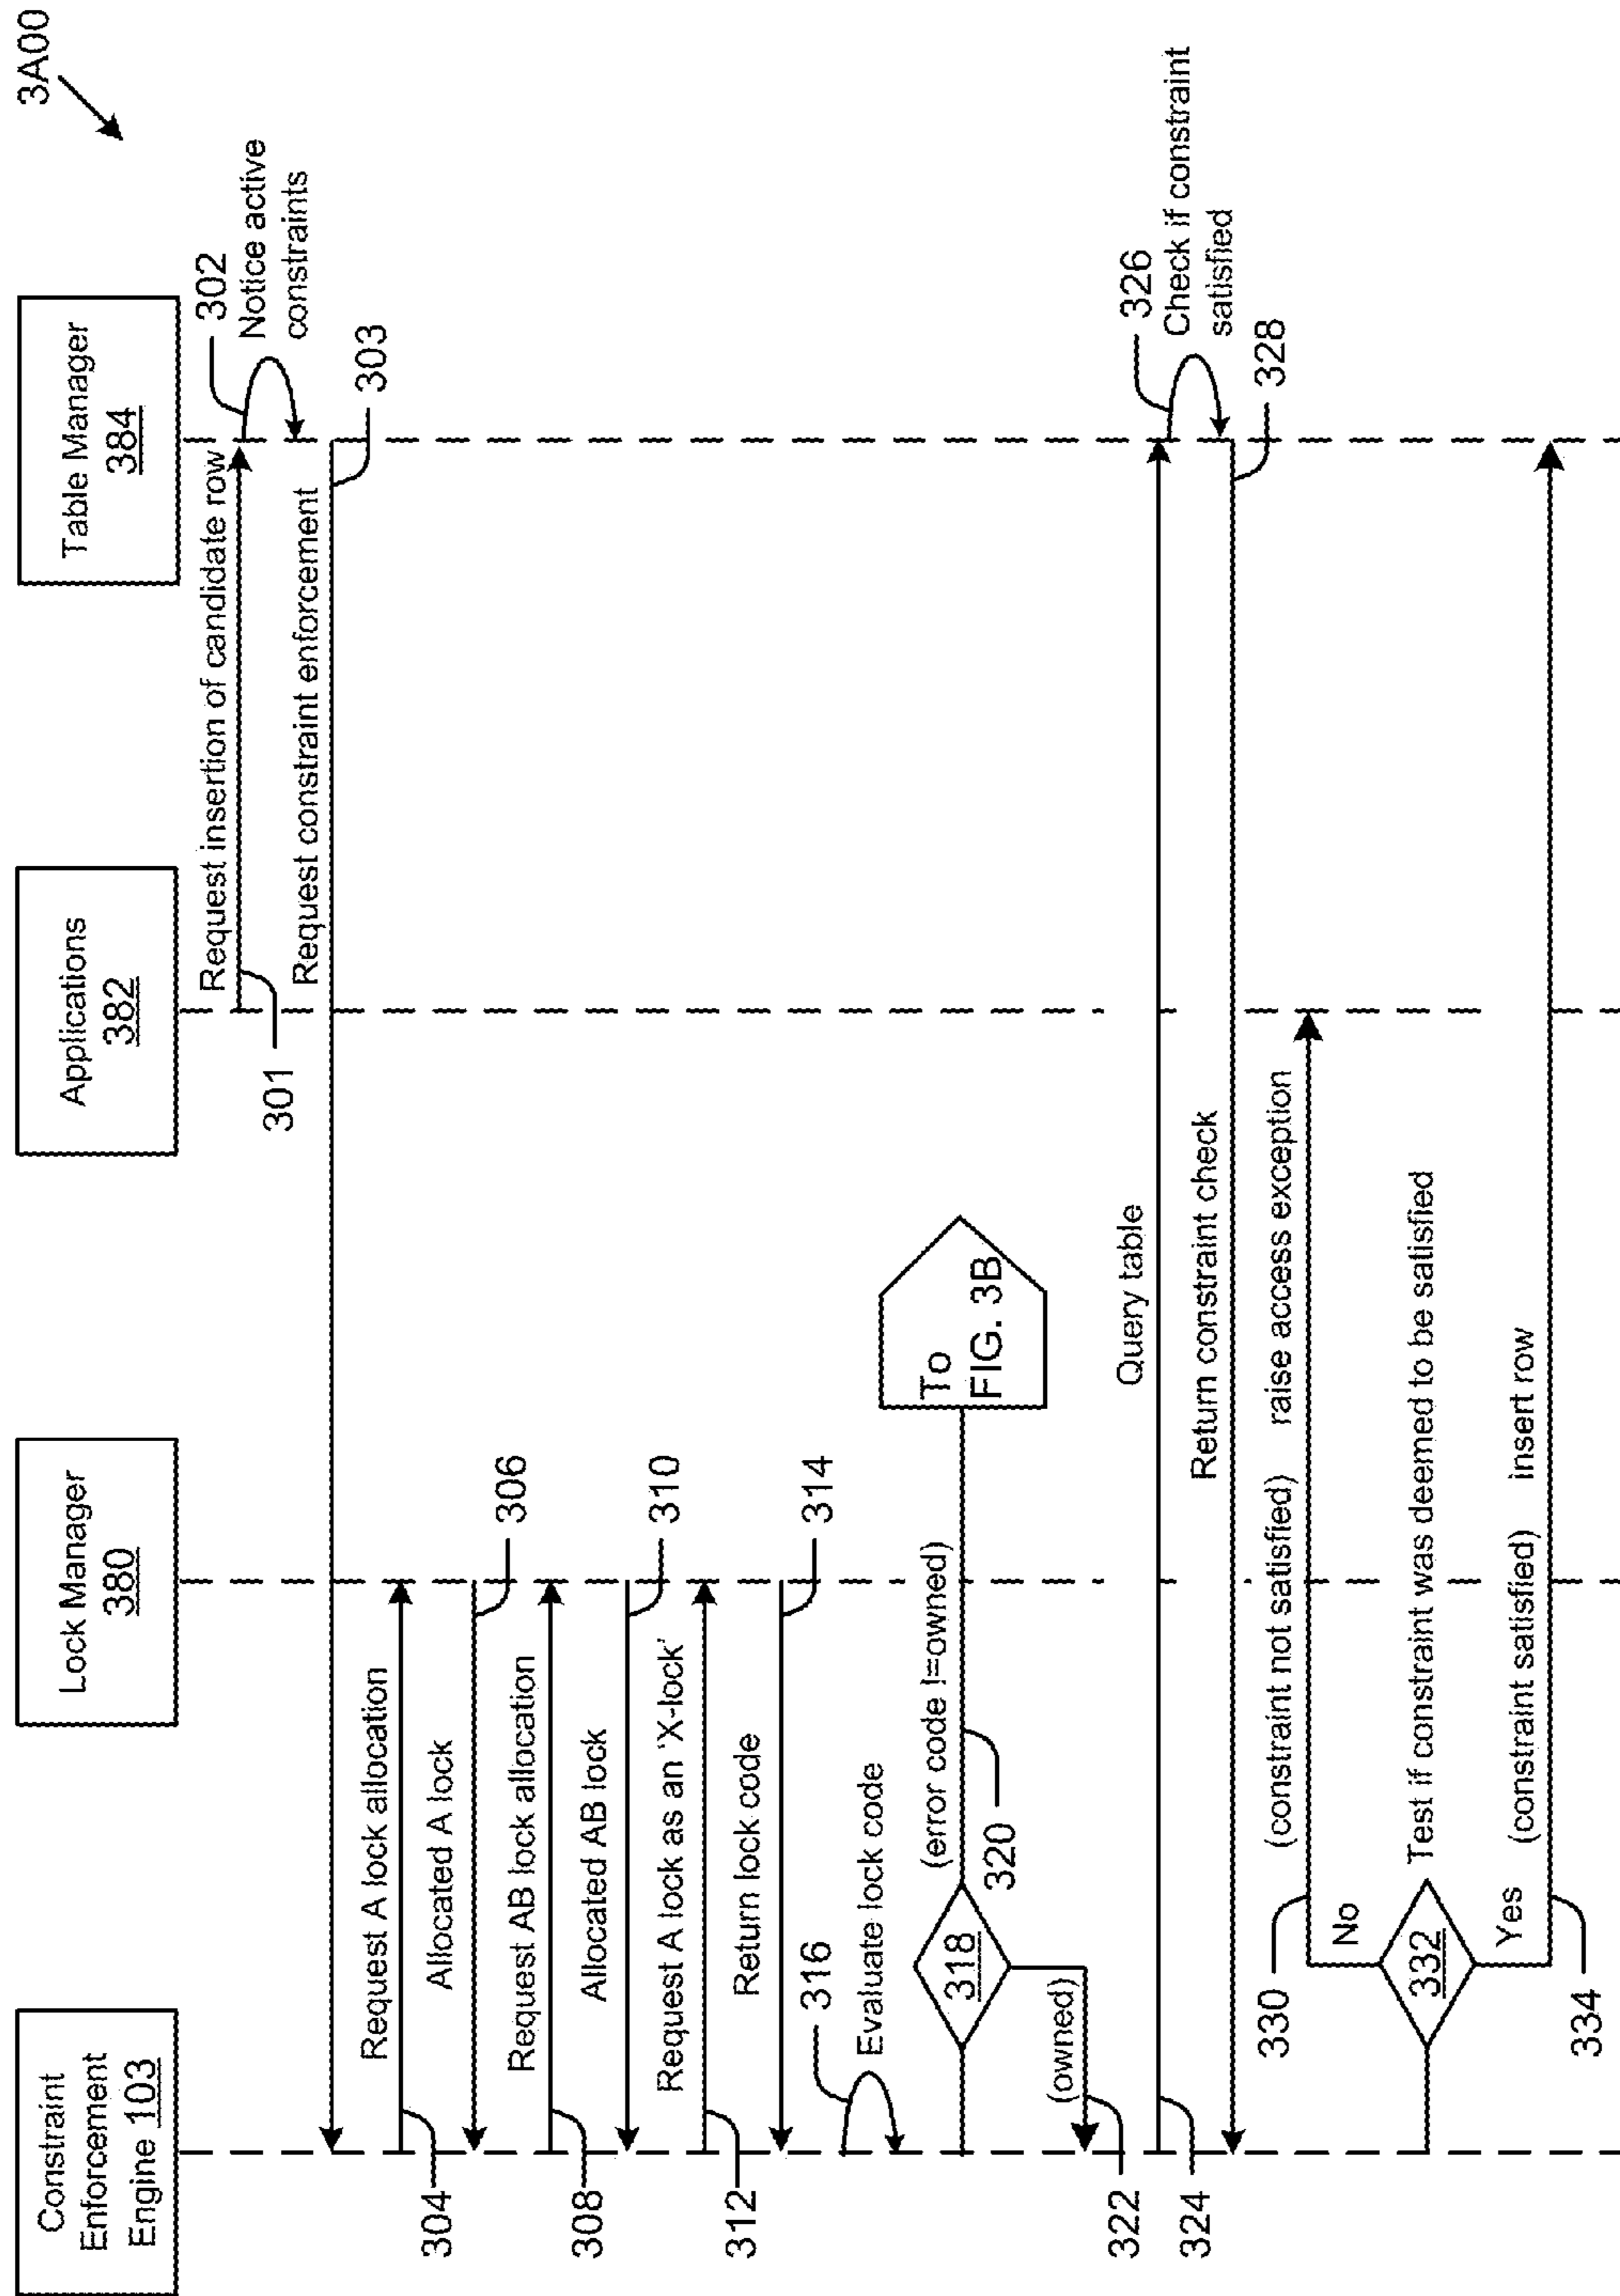 3A00
Constraint
Enforcement
Engine 103
Lock Manager
380
Applications
382
Table Manager
384
Request insertion of candidate row
301
302
Notice active
constraints
Request constraint enforcement
303
Request A lock allocation
304
Allocated A lock
306
Request AB lock allocation
308
Allocated AB lock
310
Request A lock as an 'X-lock'
312
Return lock code
314
316
Evaluate lock code
318
(error code !=owned)
320
To
FIG. 3B
(owned)
322
Query table
324
326
Check if constraint
satisfied
Return constraint check
328
330
(constraint not satisfied) raise access exception
No
332
Test if constraint was deemed to be satisfied
Yes
(constraint satisfied) insert row
334